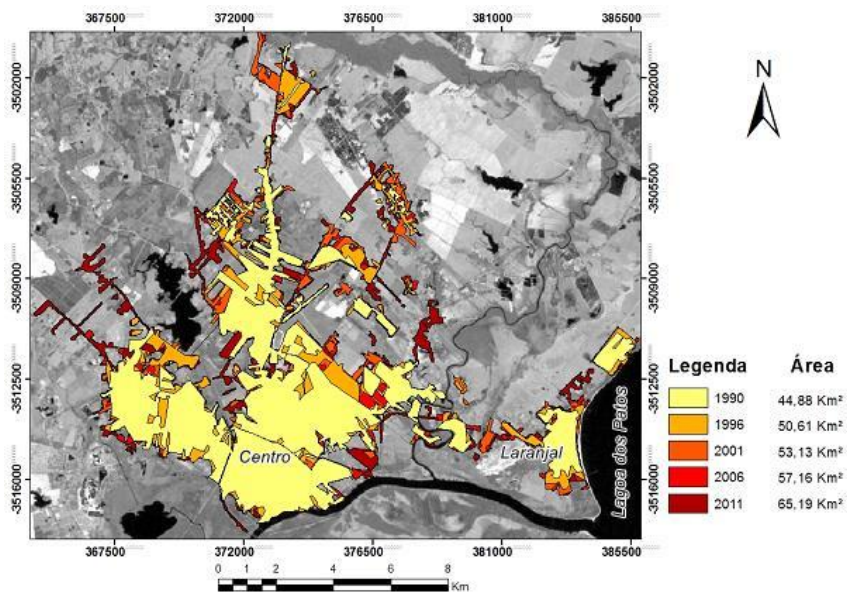 367500 372000 376500 381000 385500
3502000 3502000
3505500 3505500
3509000 3509000
3512500 3512500
3516000 3516000
N
Centro
Laranjal
Lagoa dos Patos
Legenda Área
1990 44,88 Km²
1996 50,61 Km²
2001 53,13 Km²
2006 57,16 Km²
2011 65,19 Km²
367500 372000 376500 381000 385500
0 1 2 4 6 8
Km